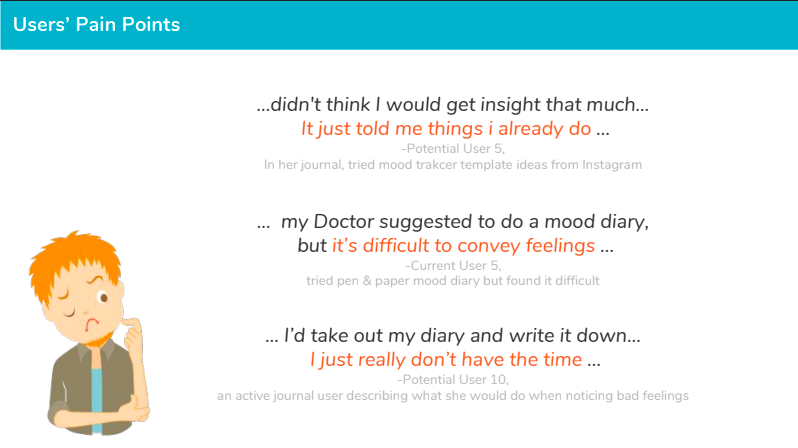 Users' Pain Points
...didn't think I would get insight that much...
It just told me things i already do ...
-Potential User 5,
In her journal, tried mood trakcer template ideas from Instagram
... my Doctor suggested to do a mood diary,
but it's difficult to convey feelings ...
-Current User 5,
tried pen & paper mood diary but found it difficult
... I'd take out my diary and write it down...
I just really don't have the time ...
-Potential User 10,
an active journal user describing what she would do when noticing bad feelings